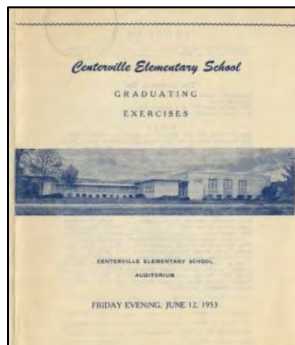 Centerville Elementary School
GRADUATING
EXERCISES
CENTERVILLE ELEMENTARY SCHOOL
AUDITORIUM
FRIDAY EVENING, JUNE 12, 1953